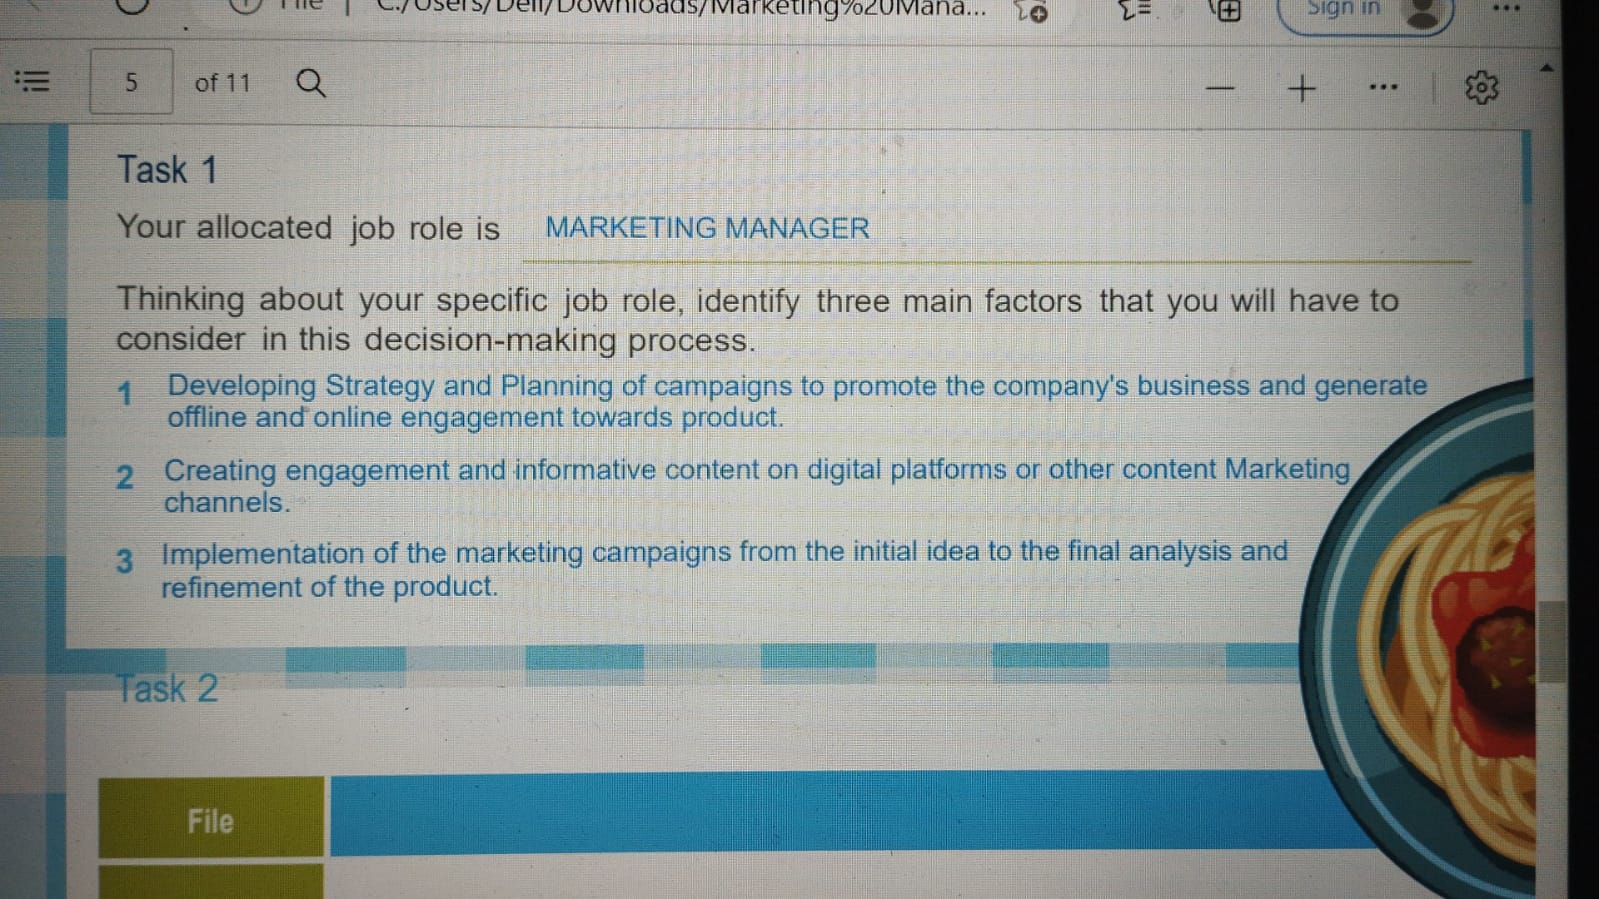 Marketing%20Mana...
Sign in
5 of 11
Task 1
Your allocated job role is MARKETING MANAGER
Thinking about your specific job role, identify three main factors that you will have to
consider in this decision-making process.
1 Developing Strategy and Planning of campaigns to promote the company's business and generate
offline and online engagement towards product.
2 Creating engagement and informative content on digital platforms or other content Marketing
channels.
3 Implementation of the marketing campaigns from the initial idea to the final analysis and
refinement of the product.
Task 2
File